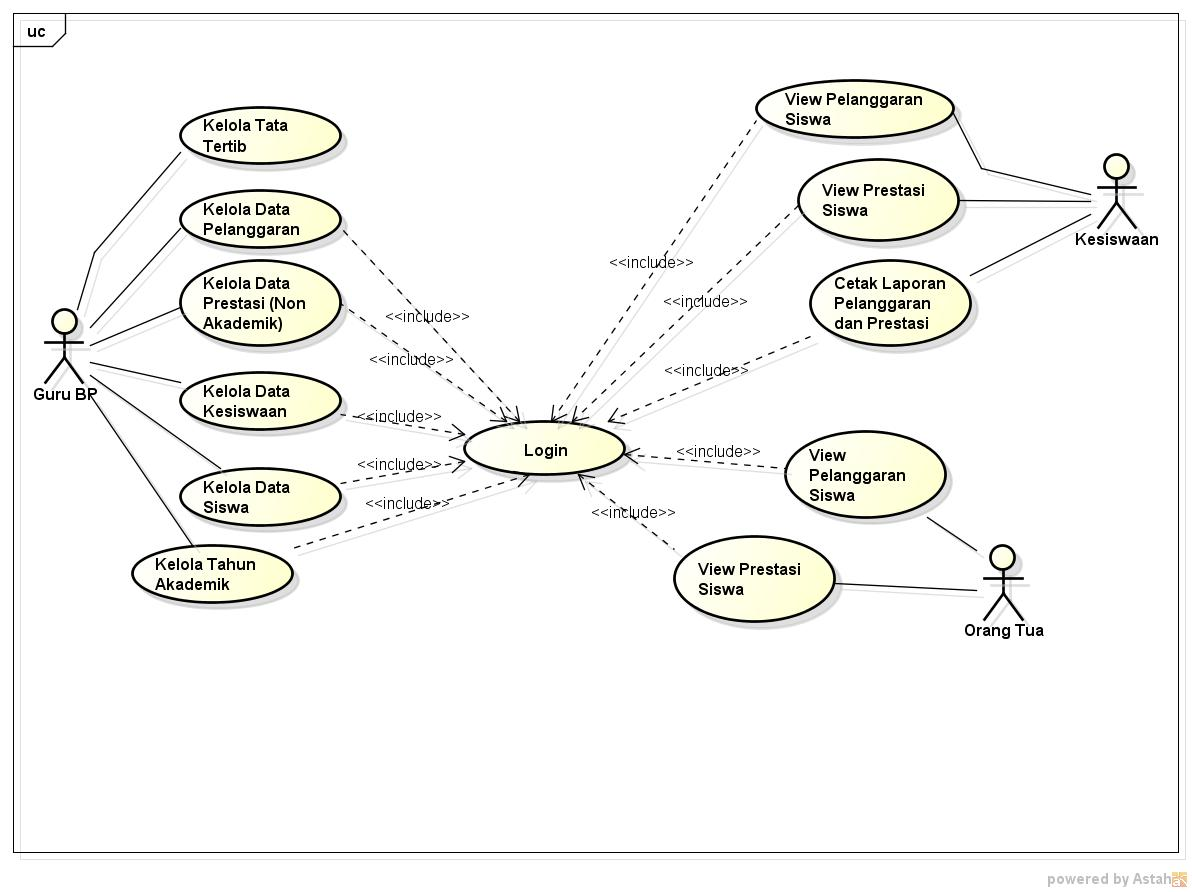 uc
Kelola Tata
Tertib
Kelola Data
Pelanggaran
Kelola Data
Prestasi (Non
Akademik)
Kelola Data
Kesiswaan
Kelola Data
Siswa
Kelola Tahun
Akademik
Guru BP
<<include>>
<<include>>
<<include>>
<<include>>
<<include>>
Login
<<include>>
<<include>>
<<include>>
<<include>>
<<include>>
View Pelanggaran
Siswa
View Prestasi
Siswa
Cetak Laporan
Pelanggaran
dan Prestasi
Kesiswaan
View
Pelanggaran
Siswa
View Prestasi
Siswa
Orang Tua
powered by Astah